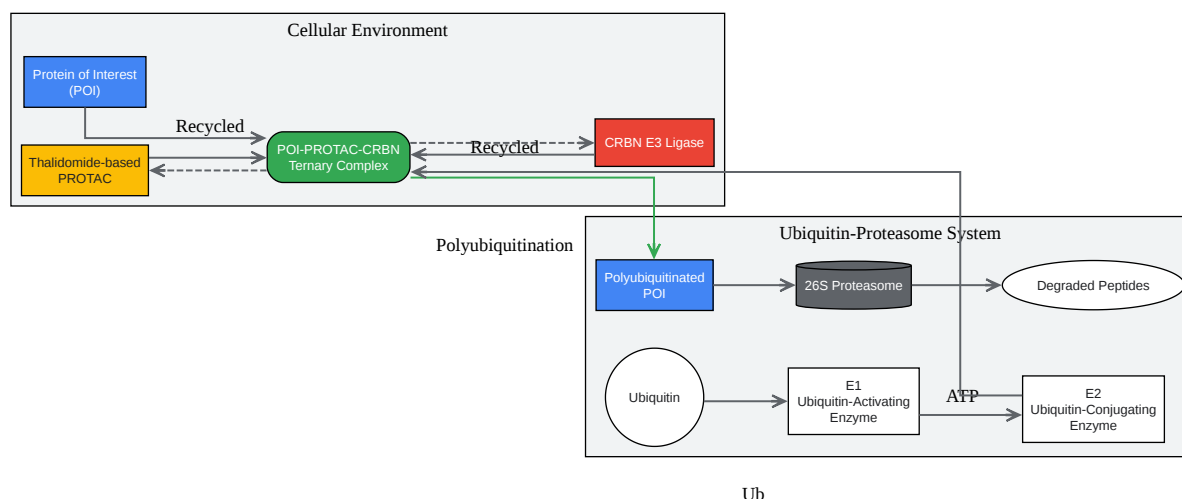 Cellular Environment
Protein of Interest
(POI)
Recycled
Thalidomide-based
PROTAC
POI-PROTAC-CRBN
Ternary Complex
Recycled
CRBN E3 Ligase
Polyubiquitination
Ubiquitin-Proteasome System
Polyubiquitinated
POI
26S Proteasome
Degraded Peptides
Ubiquitin
E1
Ubiquitin-Activating
Enzyme
ATP
E2
Ubiquitin-Conjugating
Enzyme
Ub